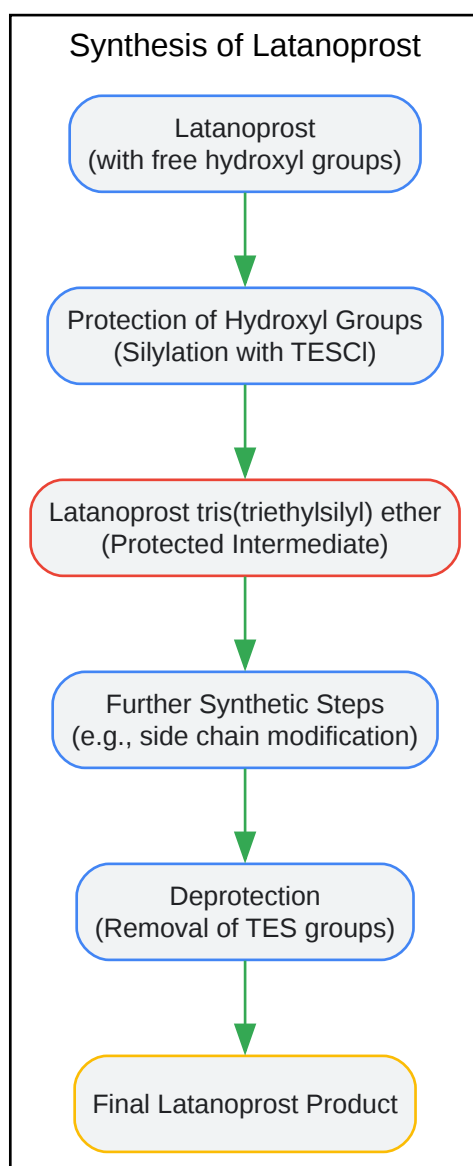 Synthesis of Latanoprost
Latanoprost
(with free hydroxyl groups)
Protection of Hydroxyl Groups
(Silylation with TESCl)
Latanoprost tris(triethylsilyl) ether
(Protected Intermediate)
Further Synthetic Steps
(e.g., side chain modification)
Deprotection
(Removal of TES groups)
Final Latanoprost Product